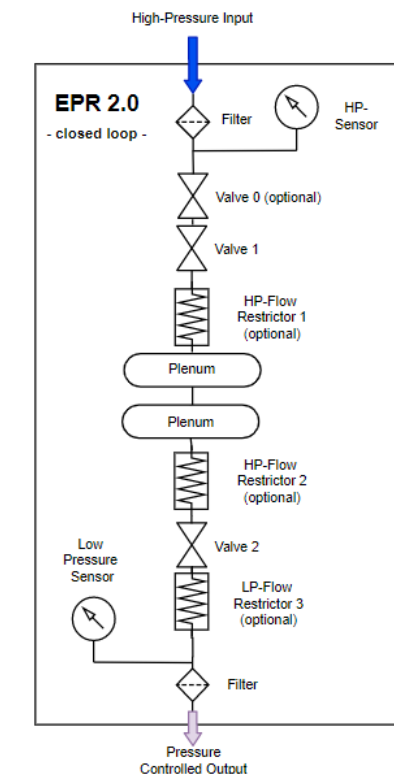 High-Pressure Input
EPR 2.0
- closed loop -
Filter
HP-
Sensor
Valve 0 (optional)
Valve 1
HP-Flow
Restrictor 1
(optional)
Plenum
Plenum
HP-Flow
Restrictor 2
(optional)
Low
Pressure
Sensor
Valve 2
LP-Flow
Restrictor 3
(optional)
Filter
Pressure
Controlled Output